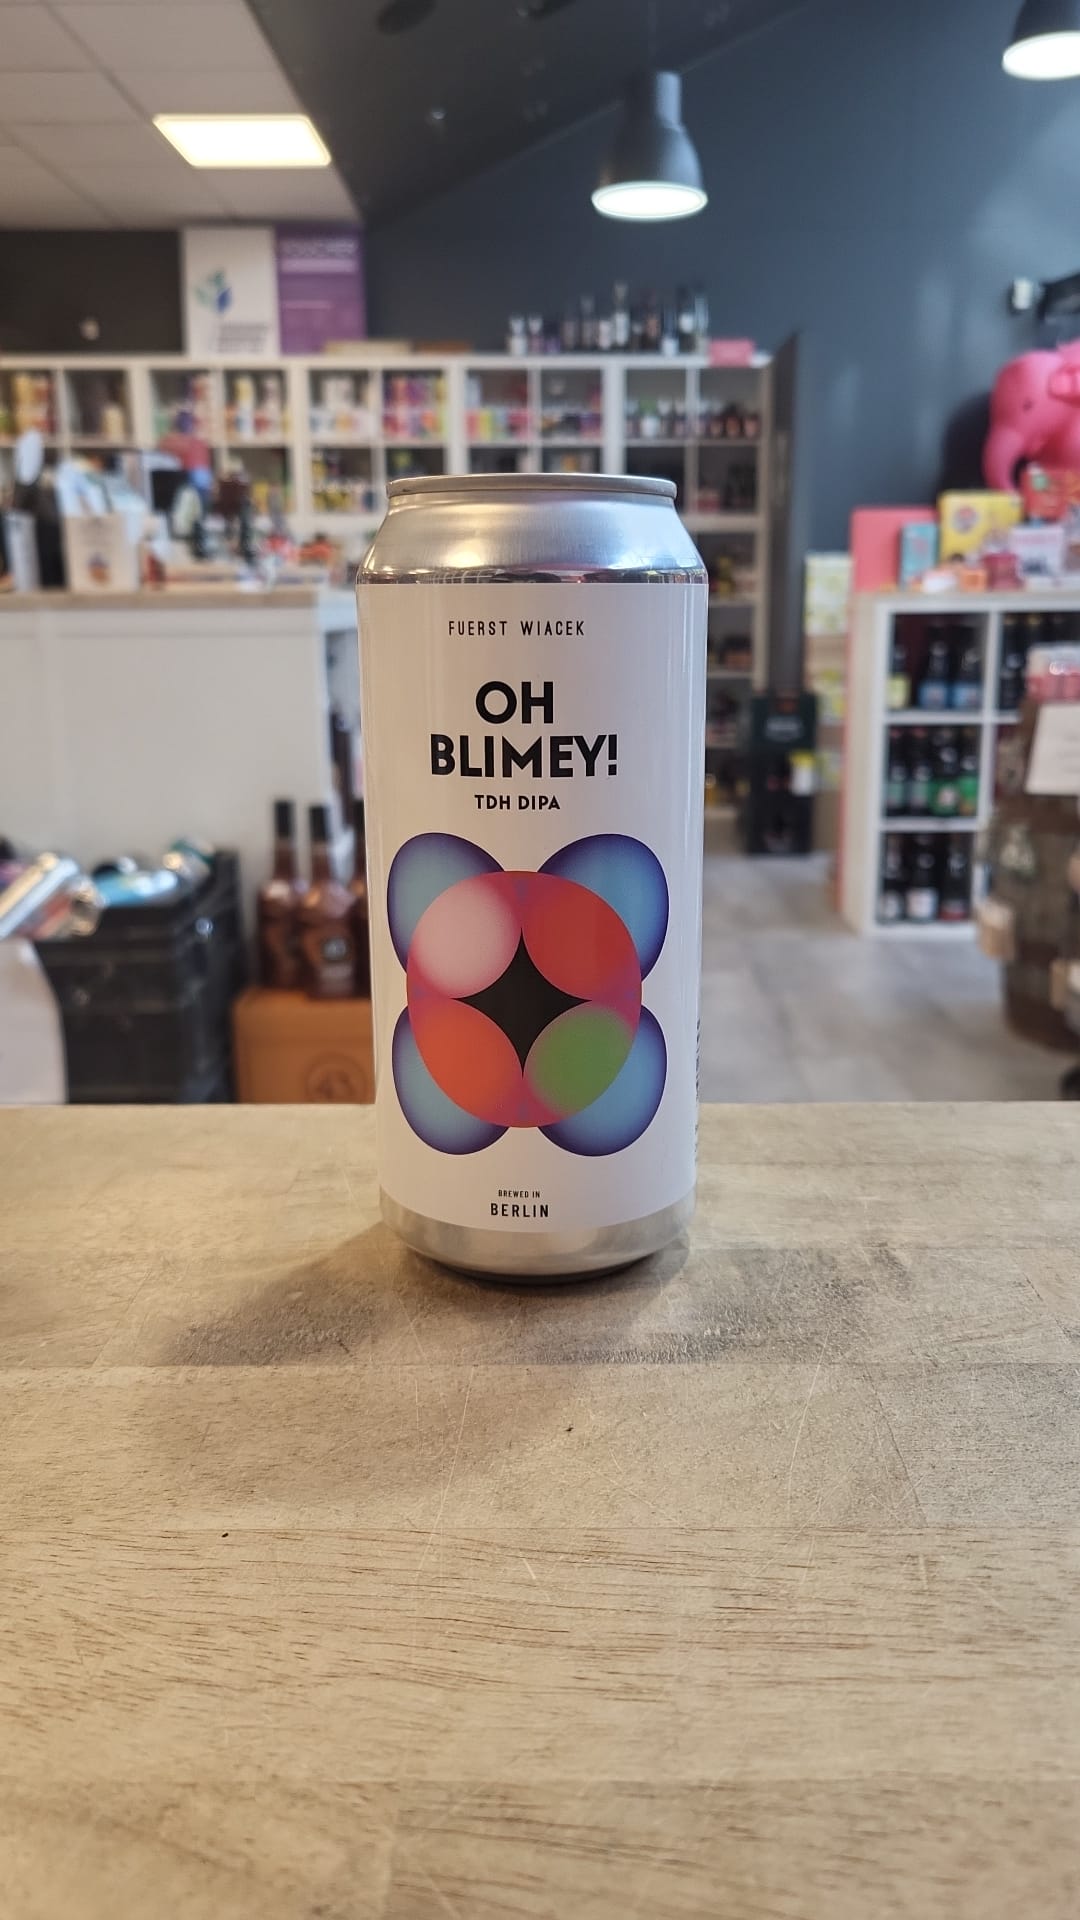 FUERST WIACEK
OH
BLIMEY!
TDH DIPA
BREWED IN
BERLIN